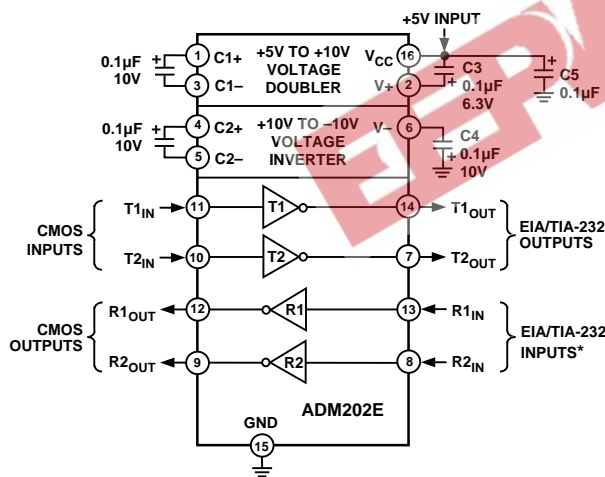 +5V INPUT
0.1µF
10V
1 C1+ +5V TO +10V VCC 16
VOLTAGE
3 C1– DOUBLER V+ 2
C3
0.1µF
6.3V
C5
0.1µF
0.1µF
10V
4 C2+ +10V TO –10V V– 6
VOLTAGE
5 C2– INVERTER
C4
0.1µF
10V
CMOS
INPUTS
T1IN 11 T1 14 T1OUT
T2IN 10 T2 7 T2OUT
EIA/TIA-232
OUTPUTS
CMOS
OUTPUTS
R1OUT 12 R1 13 R1IN
R2OUT 9 R2 8 R2IN
EIA/TIA-232
INPUTS*
GND
ADM202E
15